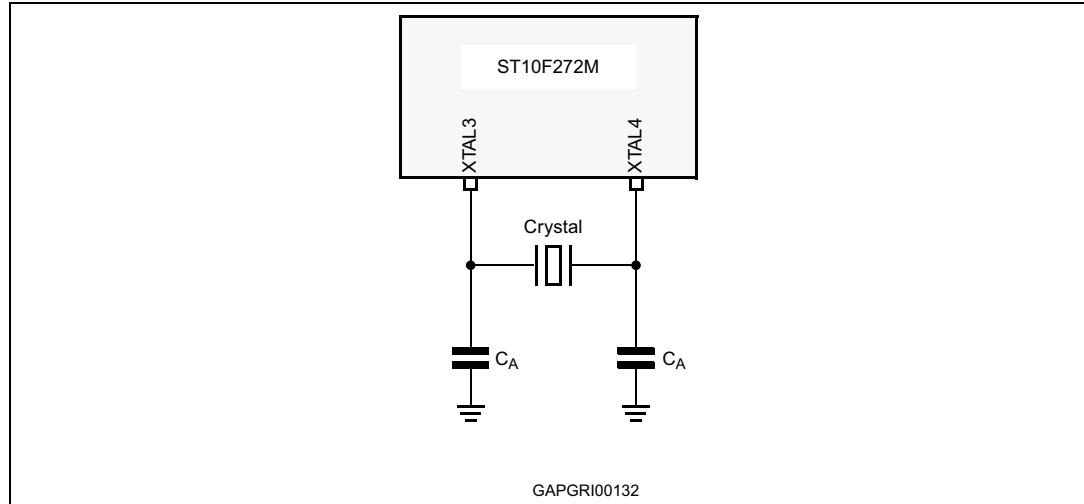 ST10F272M
XTAL3
XTAL4
Crystal
CA
CA
GAPGRI00132